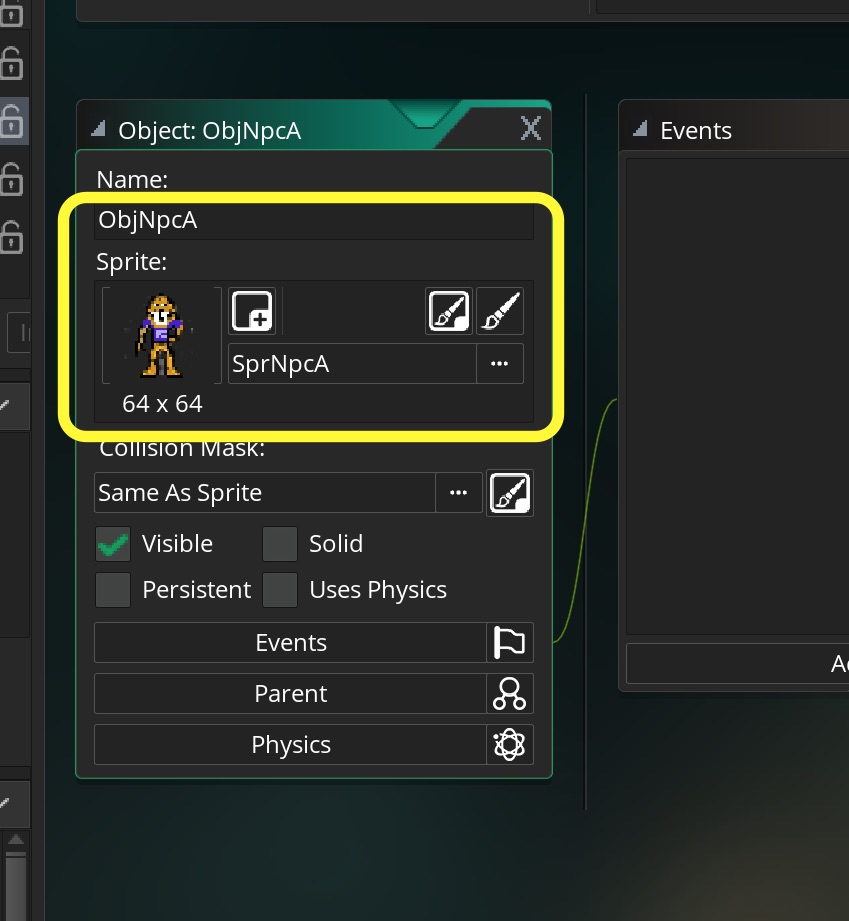 Object: ObjNpcA
X
Events
Name:
ObjNpcA
Sprite:
SprNpcA
...
64 x 64
Collision Mask:
Same As Sprite
...
Visible
Solid
Persistent
Uses Physics
Events
Parent
Physics